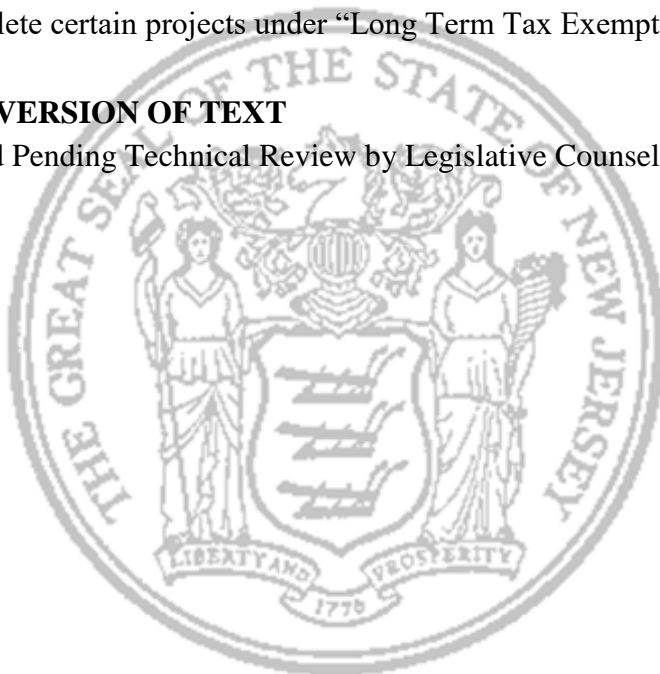 lete certain projects under “Long Term Tax Exempt
VERSION OF TEXT
d Pending Technical Review by Legislative Counsel
THE GREAT SEAL OF THE STATE OF NEW JERSEY
LIBERTY AND PROSPERITY
1776